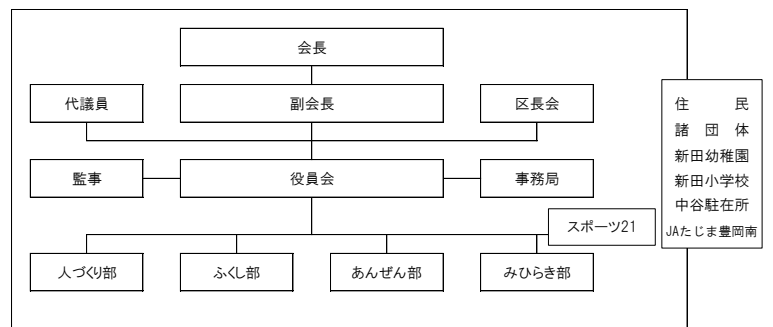 会長
代議員
副会長
区長会
監事
役員会
事務局
スポーツ21
人づくり部
ふくし部
あんぜん部
みひらき部
住民
諸団体
新田幼稚園
新田小学校
中谷駐在所
JAたじま豊岡南